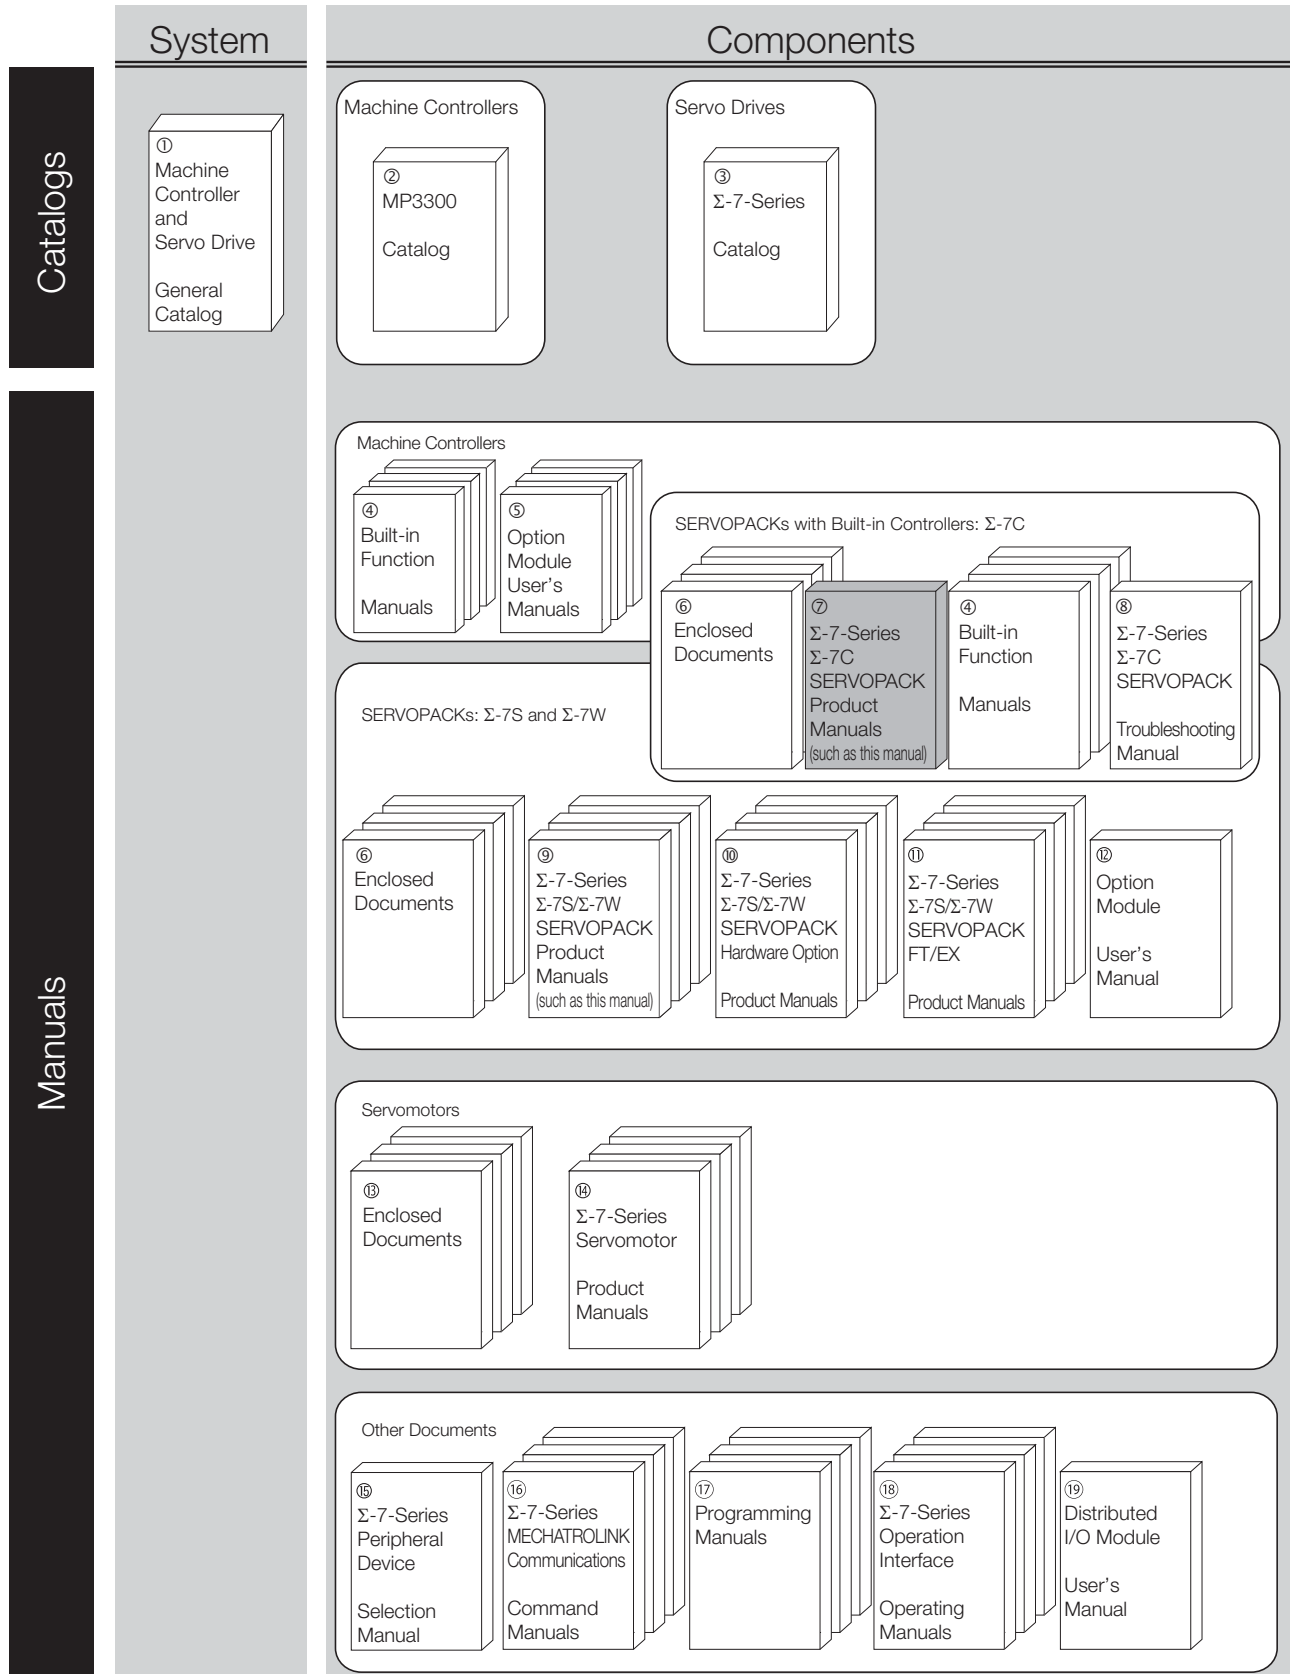 System
Components
Catalogs
①
Machine
Controller
and
Servo Drive
General
Catalog
Machine Controllers
②
MP3300
Catalog
Servo Drives
③
Σ-7-Series
Catalog
Manuals
Machine Controllers
④
Built-in
Function
Manuals
⑤
Option
Module
User's
Manuals
SERVOPACKs with Built-in Controllers: Σ-7C
⑥
Enclosed
Documents
⑦
Σ-7-Series
Σ-7C
SERVOPACK
Product
Manuals
(such as this manual)
④
Built-in
Function
Manuals
⑧
Σ-7-Series
Σ-7C
SERVOPACK
Troubleshooting
Manual
SERVOPACKs: Σ-7S and Σ-7W
⑥
Enclosed
Documents
⑨
Σ-7-Series
Σ-7S/Σ-7W
SERVOPACK
Product
Manuals
(such as this manual)
⑩
Σ-7-Series
Σ-7S/Σ-7W
SERVOPACK
Hardware Option
Product Manuals
⑪
Σ-7-Series
Σ-7S/Σ-7W
SERVOPACK
FT/EX
Product Manuals
⑫
Option
Module
User's
Manual
Servomotors
⑬
Enclosed
Documents
⑭
Σ-7-Series
Servomotor
Product
Manuals
Other Documents
⑮
Σ-7-Series
Peripheral
Device
Selection
Manual
⑯
Σ-7-Series
MECHATROLINK
Communications
Command
Manuals
⑰
Programming
Manuals
⑱
Σ-7-Series
Operation
Interface
Operating
Manuals
⑲
Distributed
I/O Module
User's
Manual